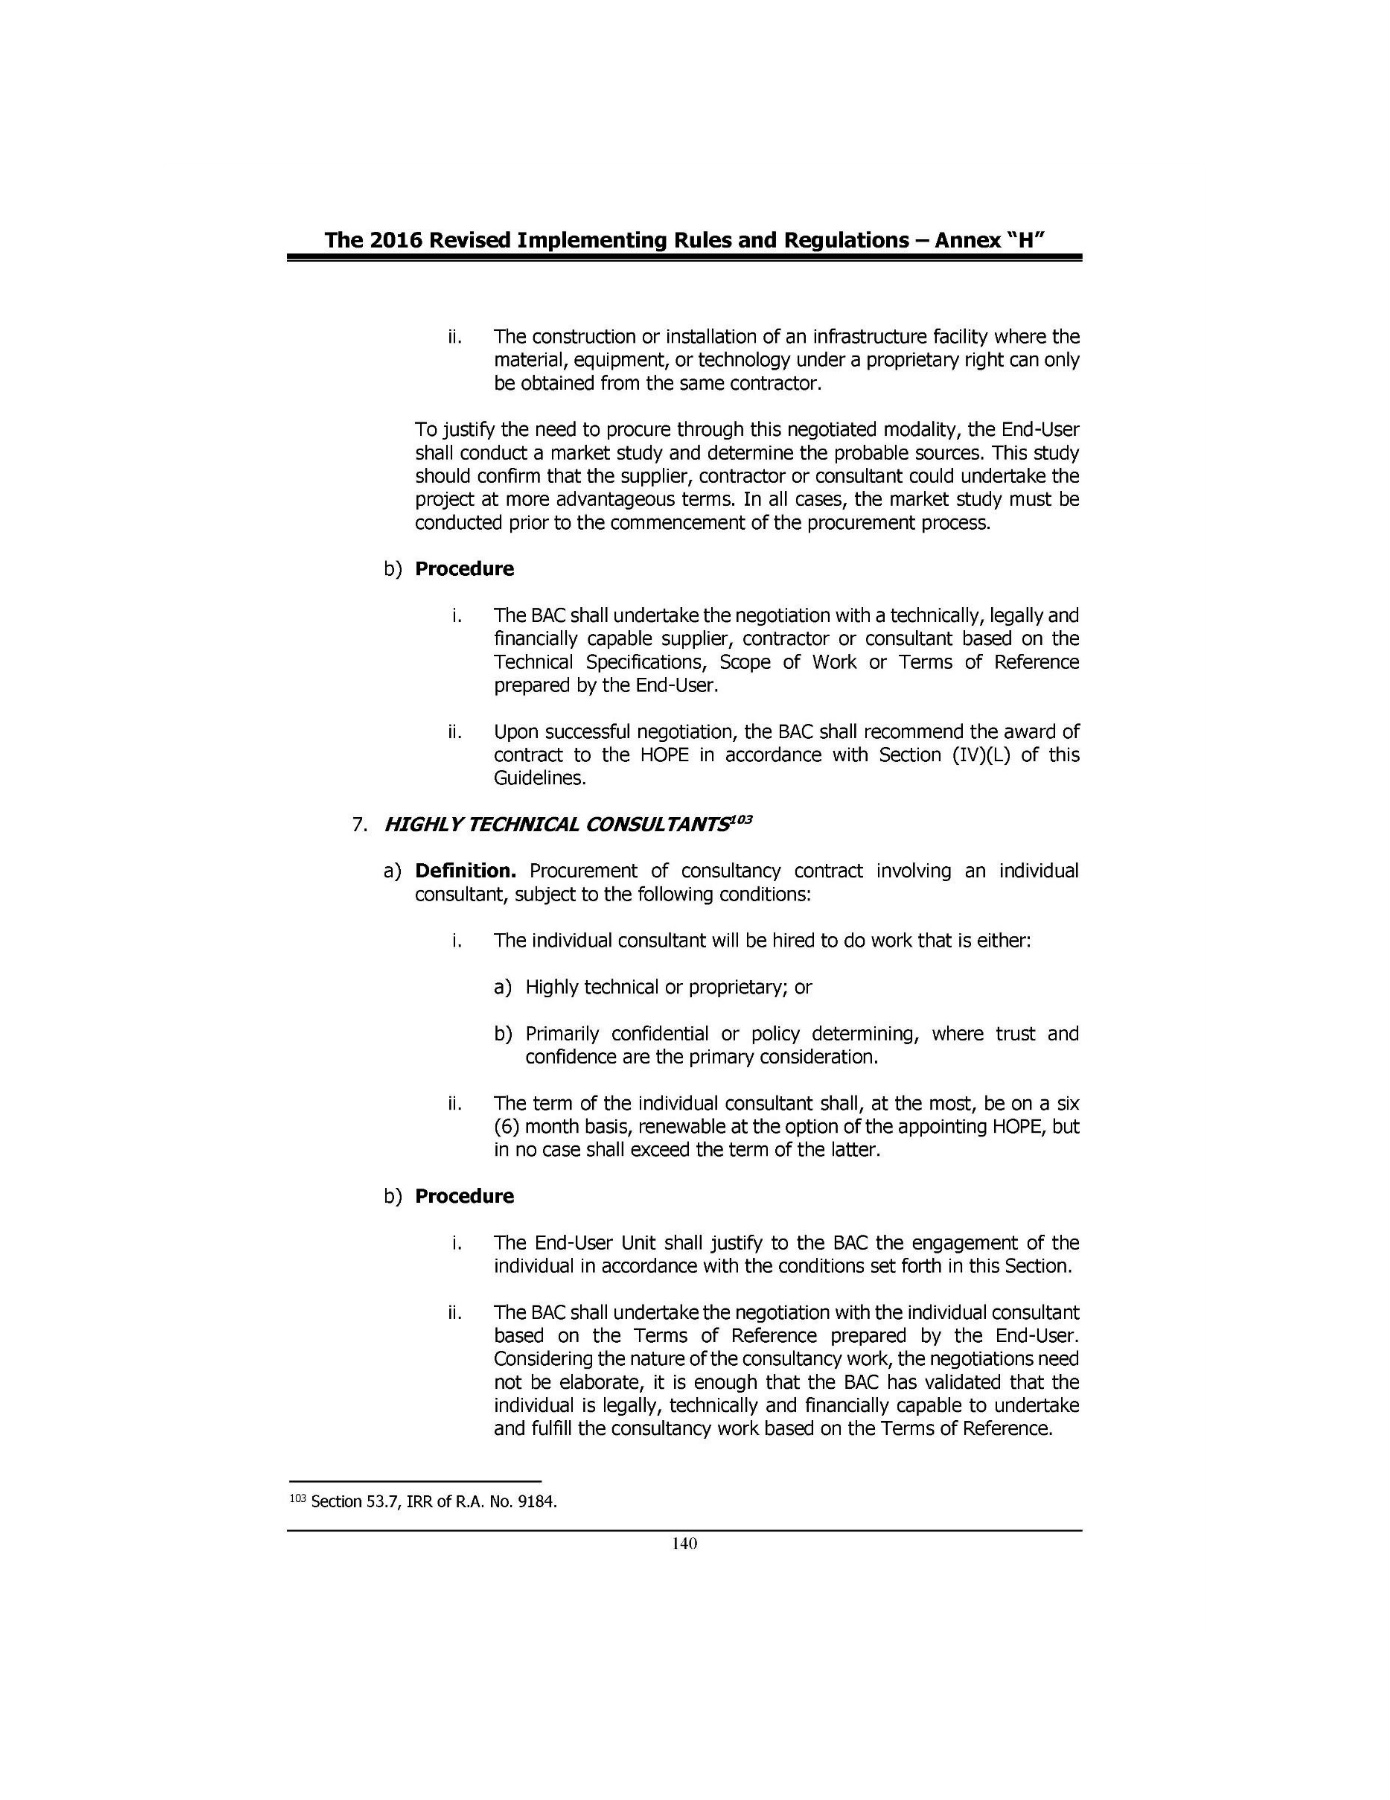 The 2016 Revised Implementing Rules and Regulations – Annex “H”
ii. The construction or installation of an infrastructure facility where the
material, equipment, or technology under a proprietary right can only
be obtained from the same contractor.
To justify the need to procure through this negotiated modality, the End-User
shall conduct a market study and determine the probable sources. This study
should confirm that the supplier, contractor or consultant could undertake the
project at more advantageous terms. In all cases, the market study must be
conducted prior to the commencement of the procurement process.
b) Procedure
i. The BAC shall undertake the negotiation with a technically, legally and
financially capable supplier, contractor or consultant based on the
Technical Specifications, Scope of Work or Terms of Reference
prepared by the End-User.
ii. Upon successful negotiation, the BAC shall recommend the award of
contract to the HOPE in accordance with Section (IV)(L) of this
Guidelines.
7. HIGHLY TECHNICAL CONSULTANTS103
a) Definition. Procurement of consultancy contract involving an individual
consultant, subject to the following conditions:
i. The individual consultant will be hired to do work that is either:
a) Highly technical or proprietary; or
b) Primarily confidential or policy determining, where trust and
confidence are the primary consideration.
ii. The term of the individual consultant shall, at the most, be on a six
(6) month basis, renewable at the option of the appointing HOPE, but
in no case shall exceed the term of the latter.
b) Procedure
i. The End-User Unit shall justify to the BAC the engagement of the
individual in accordance with the conditions set forth in this Section.
ii. The BAC shall undertake the negotiation with the individual consultant
based on the Terms of Reference prepared by the End-User.
Considering the nature of the consultancy work, the negotiations need
not be elaborate, it is enough that the BAC has validated that the
individual is legally, technically and financially capable to undertake
and fulfill the consultancy work based on the Terms of Reference.
103 Section 53.7, IRR of R.A. No. 9184.
140